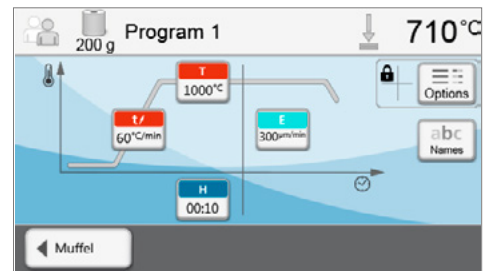 200 g
Program 1
710°C
T
1000°C
t/
60°C/min
E
300µm/min
Options
abc
Names
H
00:10
Muffel